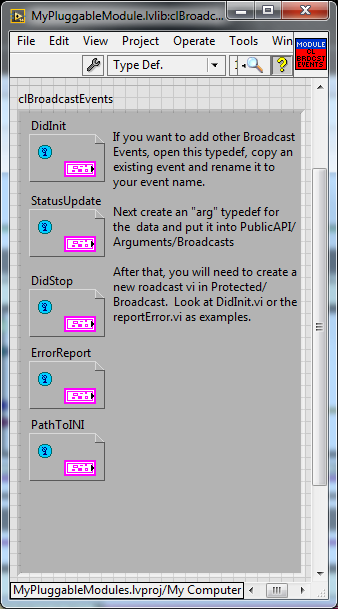 MyPluggableModule.lvlib:clBroadc...
File Edit View Project Operate Tools Win
Type Def.
MODULE
cl
BRDCST
EVENTS
clBroadcastEvents
DidInit
If you want to add other Broadcast
Events, open this typedef, copy an
existing event and rename it to
your event name.
StatusUpdate
Next create an "arg" typedef for
the data and put it into PublicAPI/
Arguments/Broadcasts
DidStop
After that, you will need to create a
new roadcast vi in Protected/
Broadcast. Look at DidInit.vi or the
reportError.vi as examples.
ErrorReport
PathToINI
MyPluggableModules.lvproj/My Computer